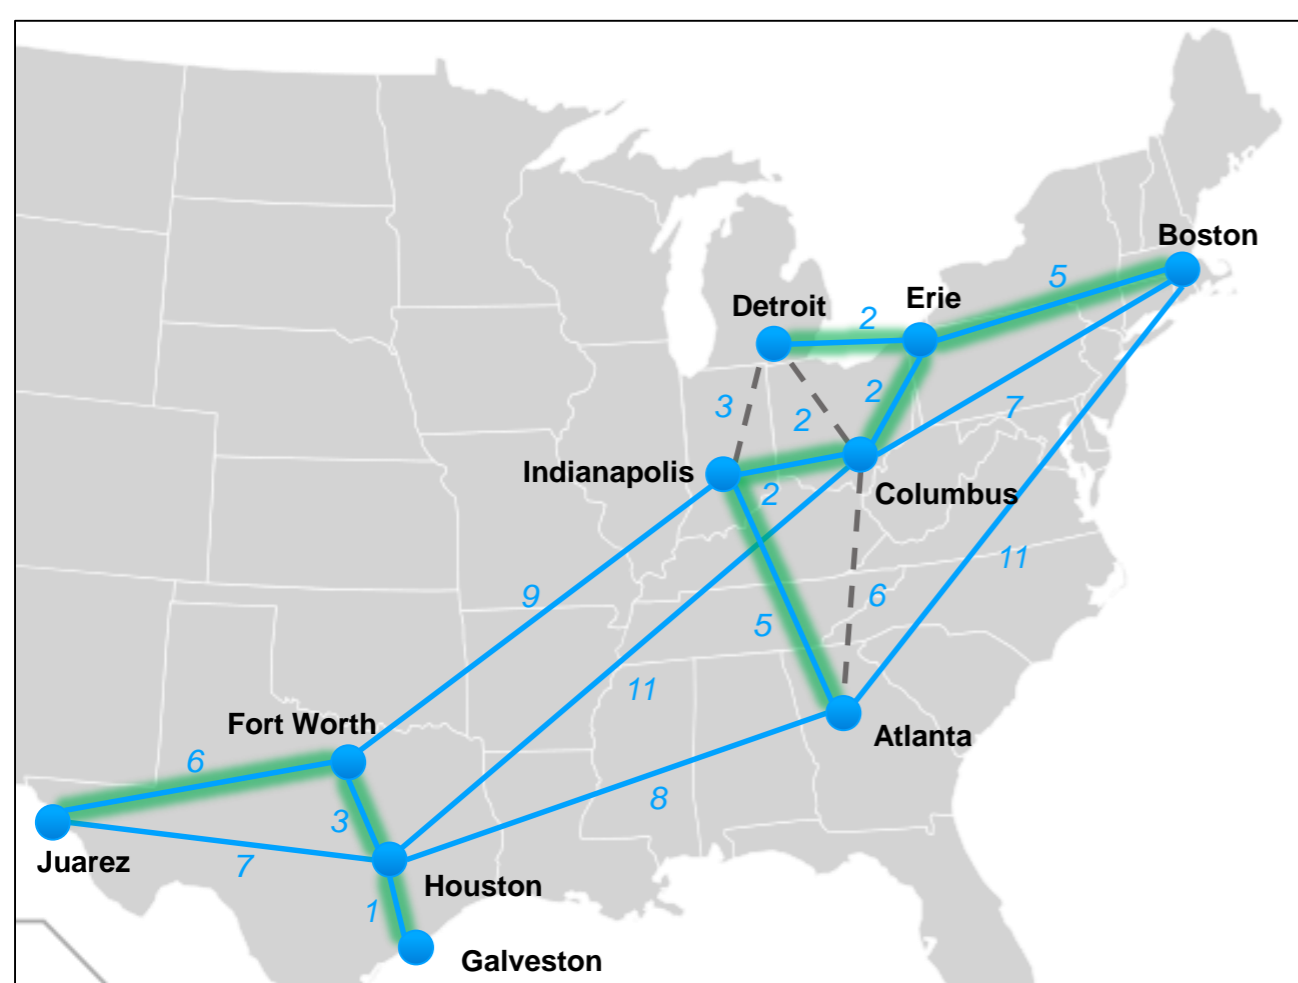 Boston
5
Detroit
Erie
2
2
3
2
7
Indianapolis
2
Columbus
11
9
6
5
11
Fort Worth
Atlanta
6
8
3
Juarez
7
Houston
1
Galveston